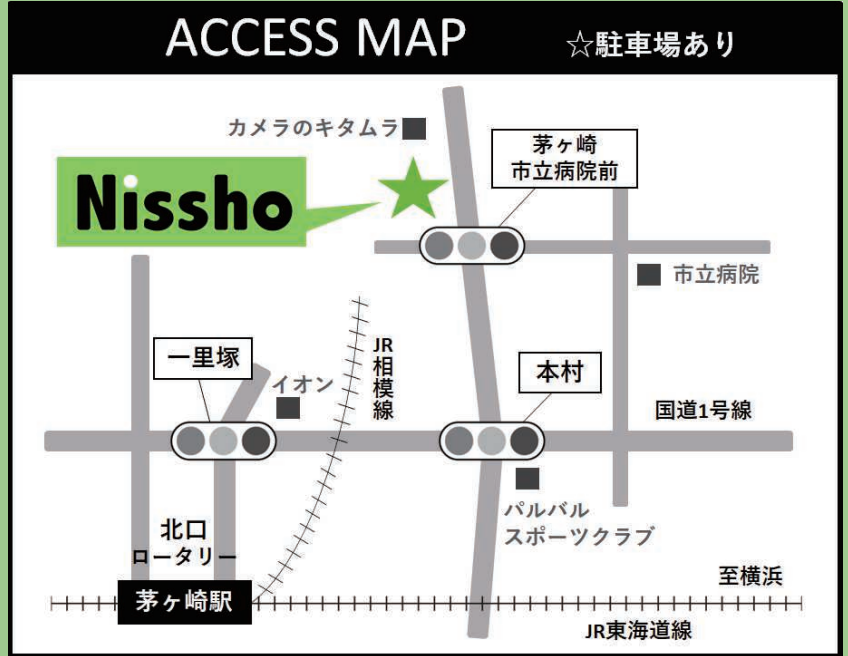 ACCESS MAP ☆駐車場あり
カメラのキタムラ
茅ヶ崎
市立病院前
Nissho
市立病院
JR相模線
一里塚
イオン
本村
国道1号線
パルバル
スポーツクラブ
北口
ロータリー
至横浜
茅ヶ崎駅
JR東海道線